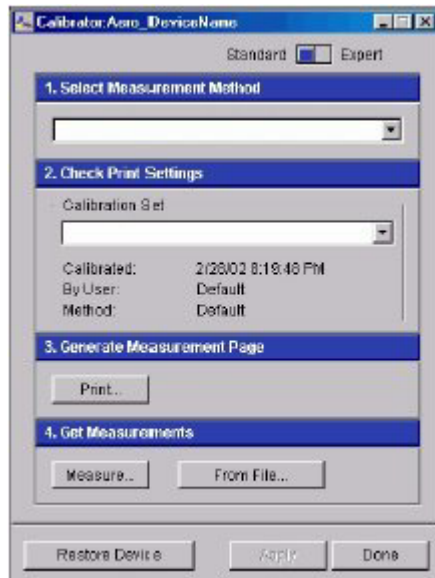 Calibrator:Aero_DeviceName
Standard Expert
1. Select Measurement Method
2. Check Print Settings
Calibration Set
Calibrated: 2/28/02 8:19:48 PM
By User: Default
Method: Default
3. Generate Measurement Page
Print...
4. Get Measurements
Measure... From File...
Restore Device Apply Done